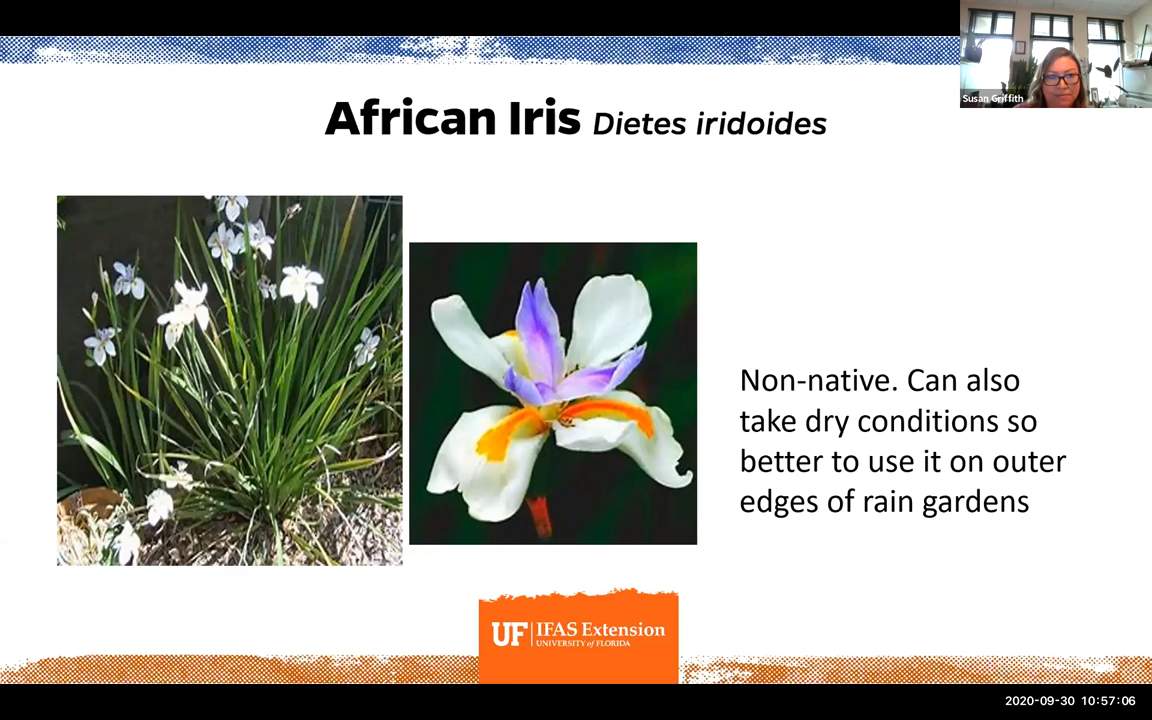 Susan Griffith
African Iris Dietes iridoides
Non-native. Can also
take dry conditions so
better to use it on outer
edges of rain gardens
UF IFAS Extension
UNIVERSITY of FLORIDA
2020-09-30 10:57:06